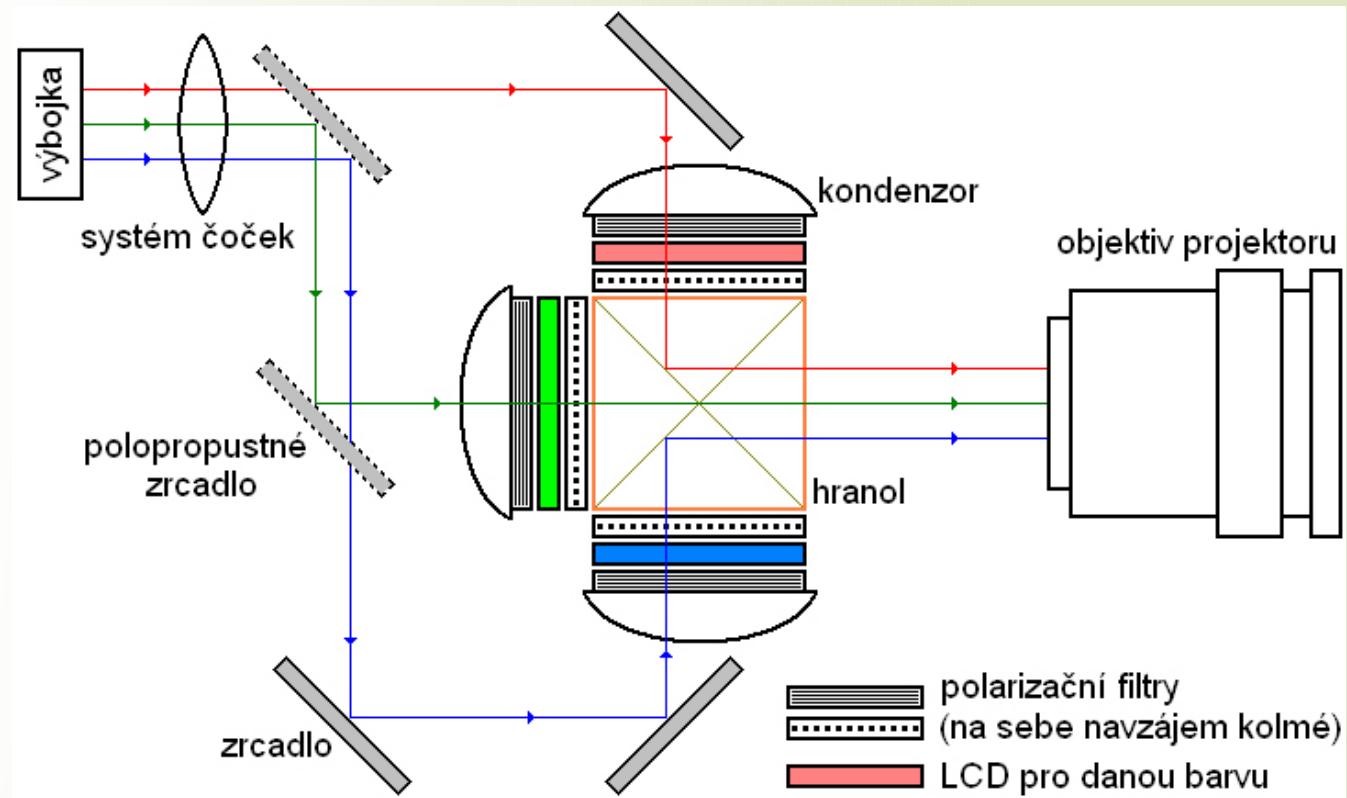 výbojka
systém čoček
kondenzor
objektiv projektoru
polopropustné
zrcadlo
hranol
zrcadlo
polarizační filtry
(na sebe navzájem kolmé)
LCD pro danou barvu